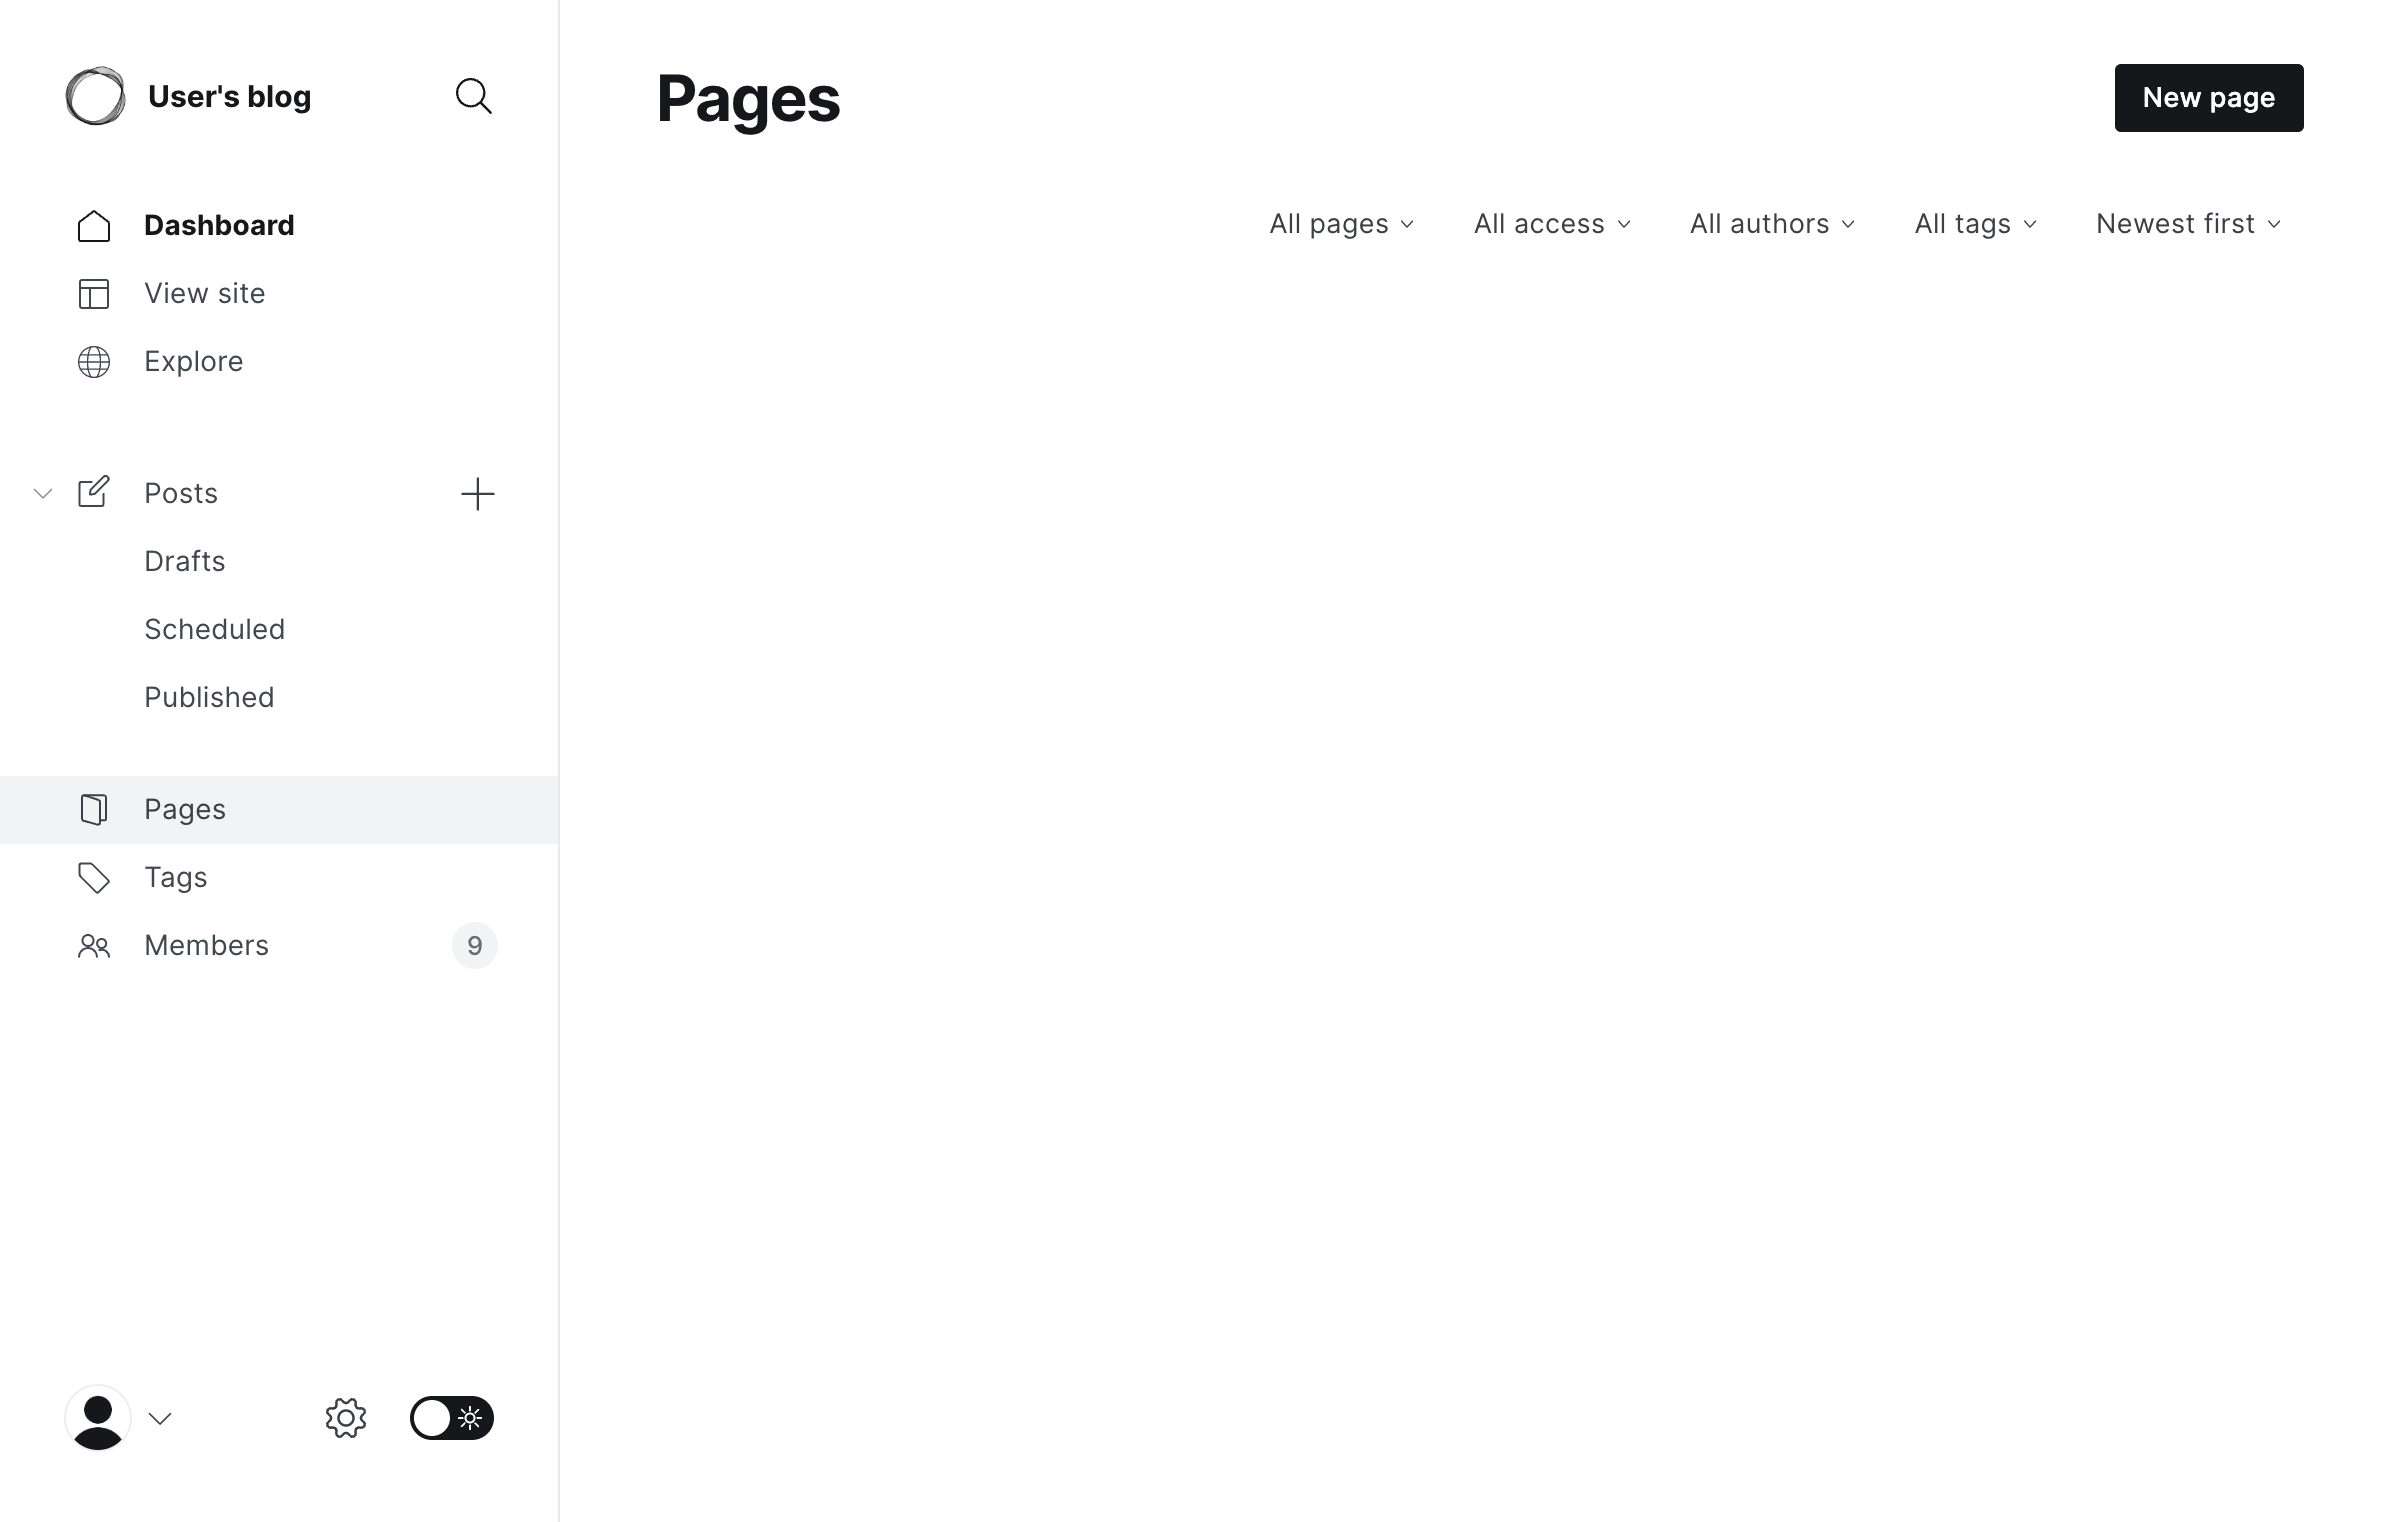 User's blog
Dashboard
View site
Explore
Posts
Drafts
Scheduled
Published
Pages
Tags
Members 9
Pages
New page
All pages All access All authors All tags Newest first